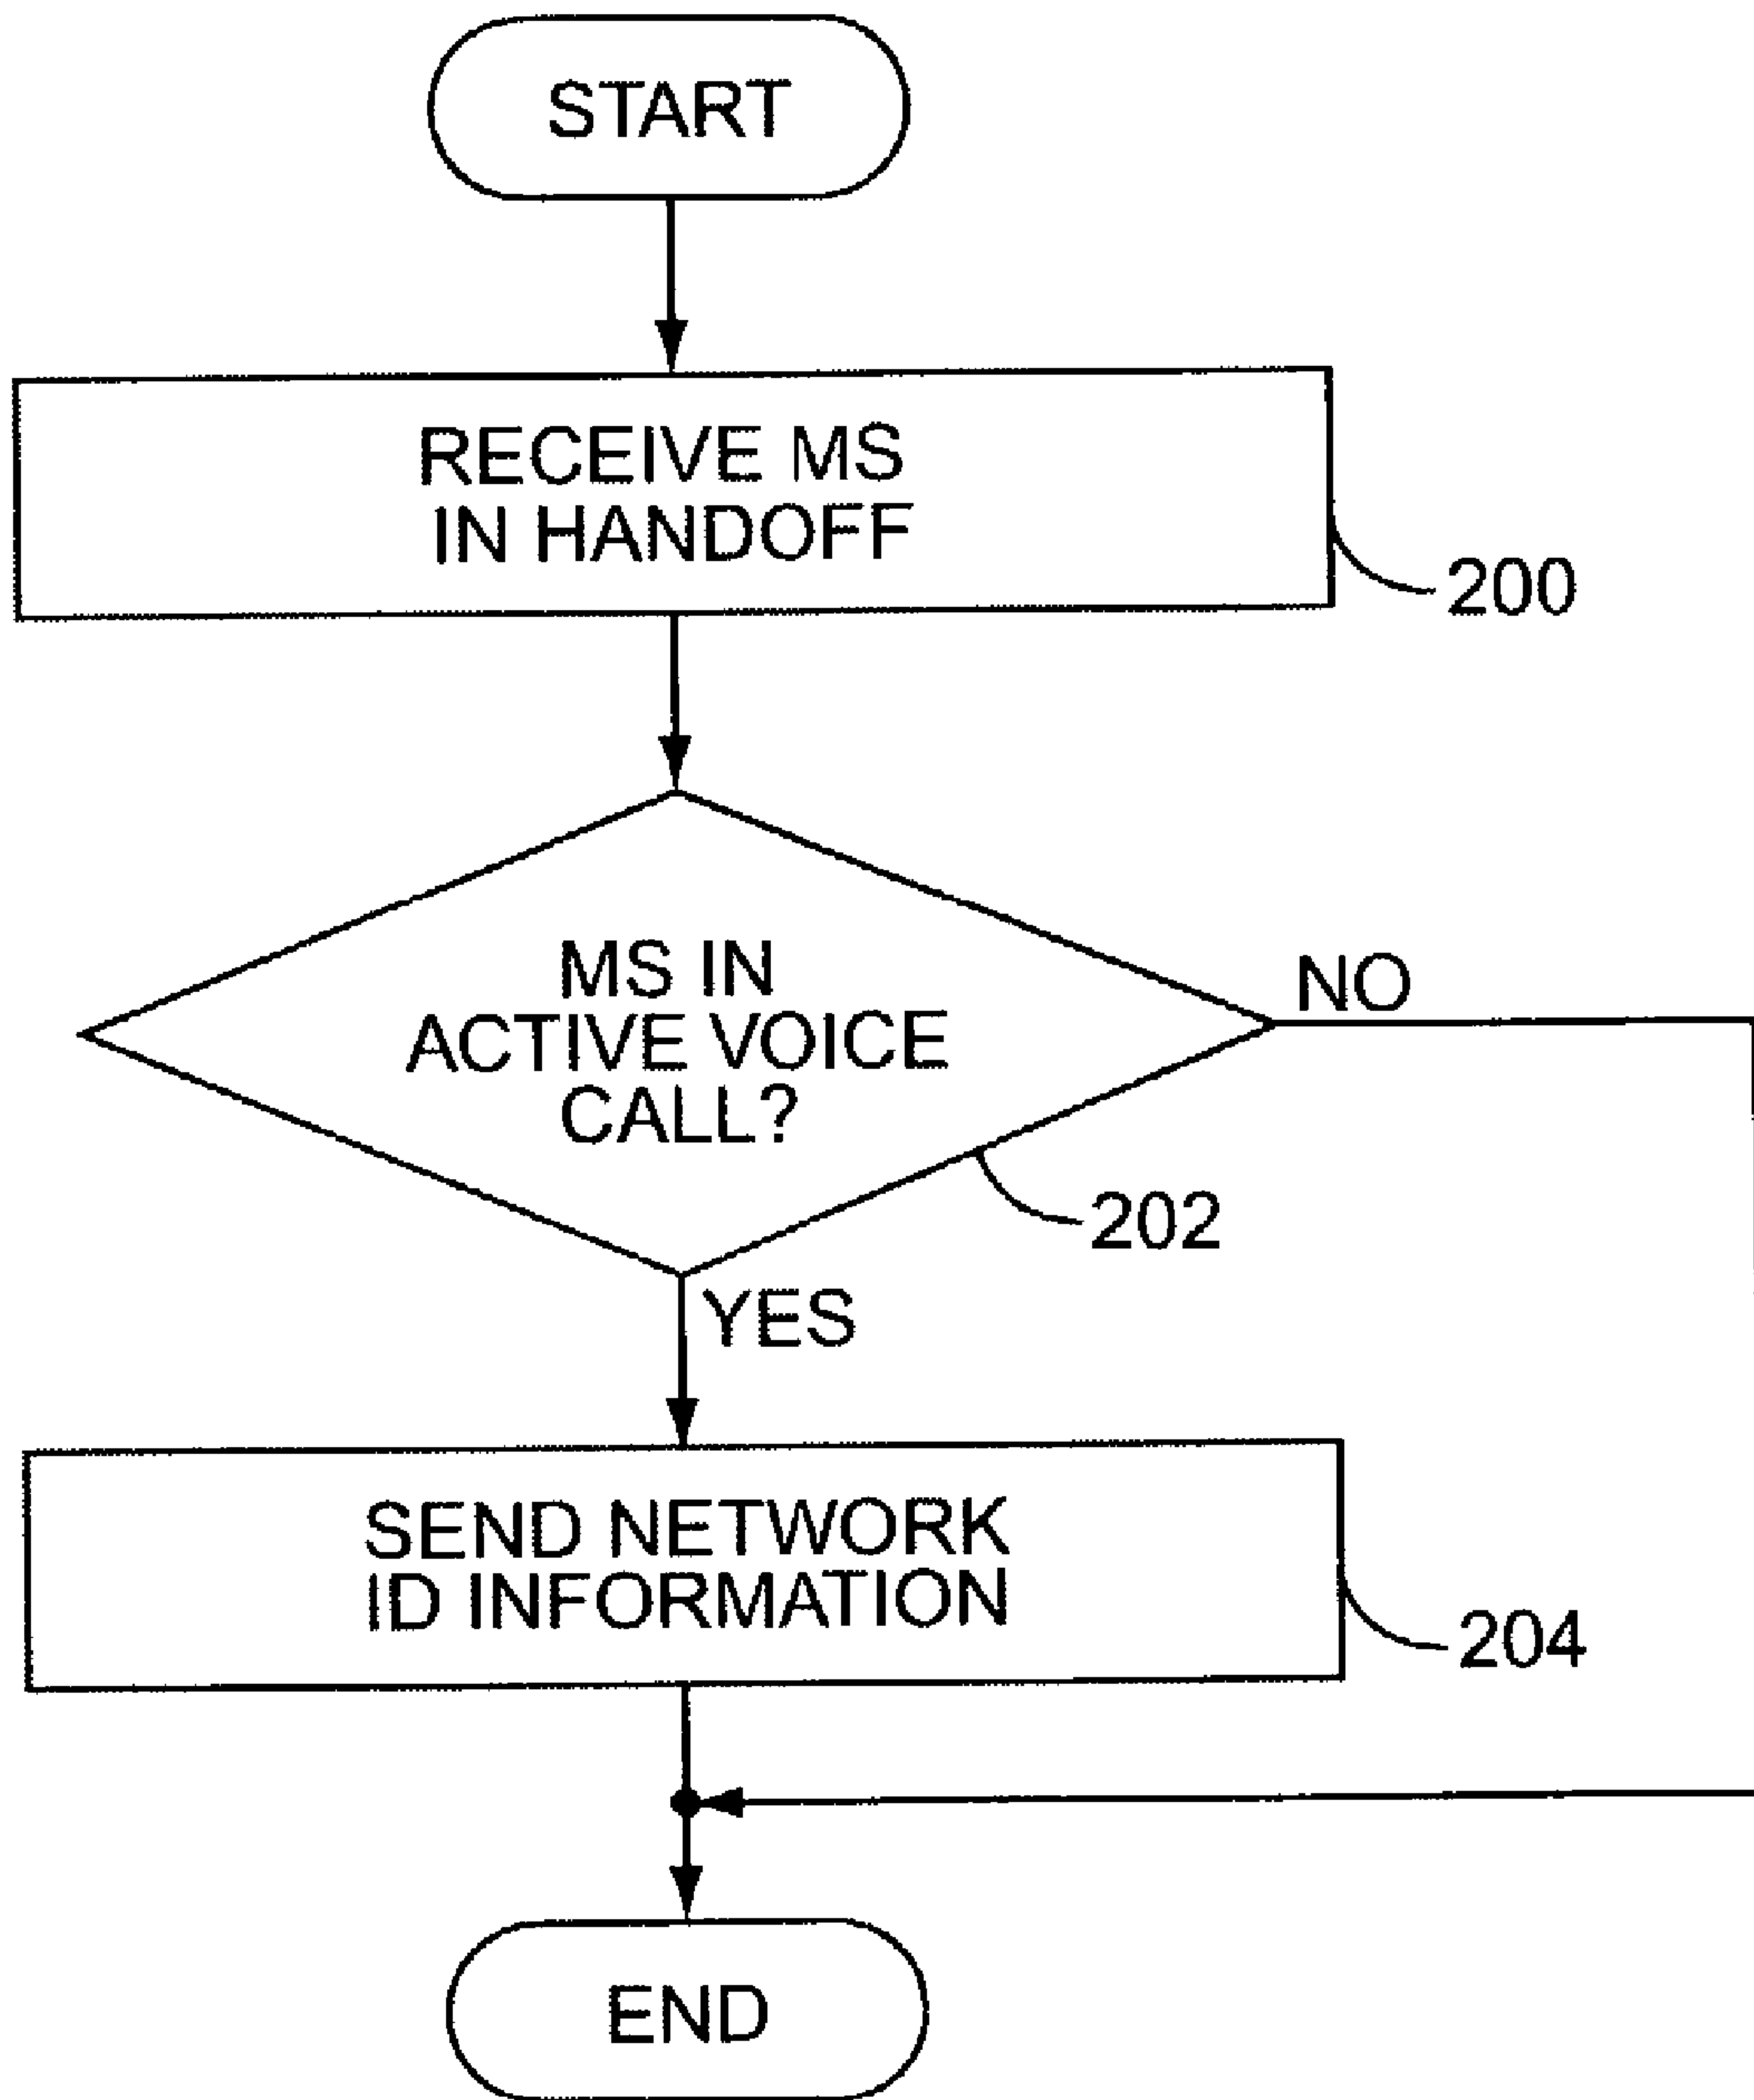 START
RECEIVE MS
IN HANDOFF
200
MS IN
ACTIVE VOICE
CALL?
NO
202
YES
SEND NETWORK
ID INFORMATION
204
END